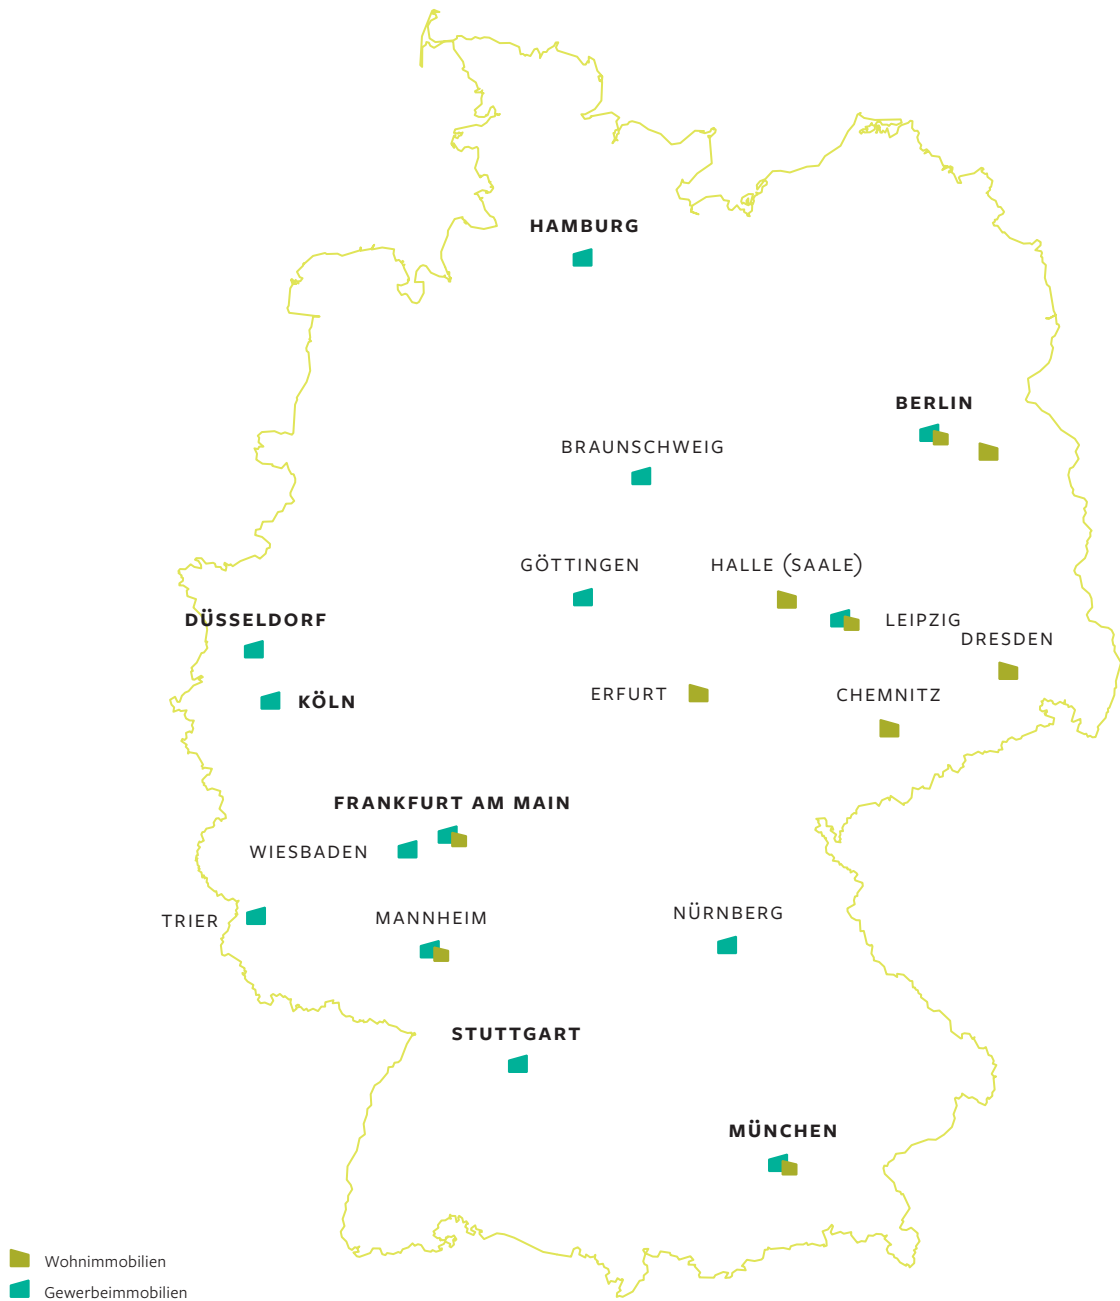 HAMBURG
BERLIN
BRAUNSCHWEIG
GÖTTINGEN
HALLE (SAALE)
DÜSSELDORF
LEIPZIG
DRESDEN
ERFURT
CHEMNITZ
KÖLN
FRANKFURT AM MAIN
WIESBADEN
TRIER
MANNHEIM
NÜRNBERG
STUTTGART
MÜNCHEN
Wohnimmobilien
Gewerbeimmobilien